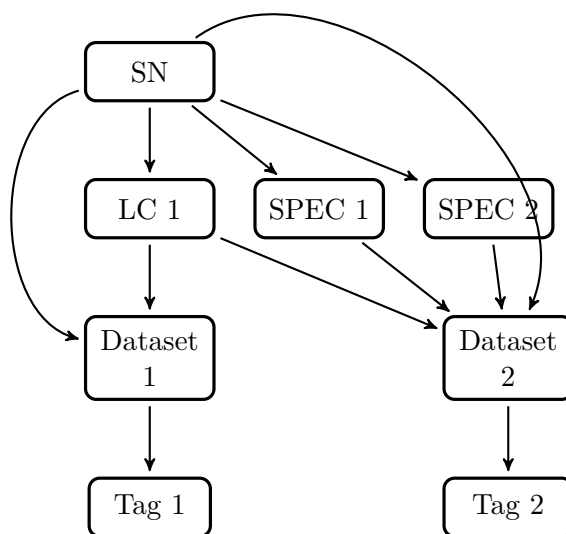 SN
LC 1
SPEC 1
SPEC 2
Dataset
1
Dataset
2
Tag 1
Tag 2